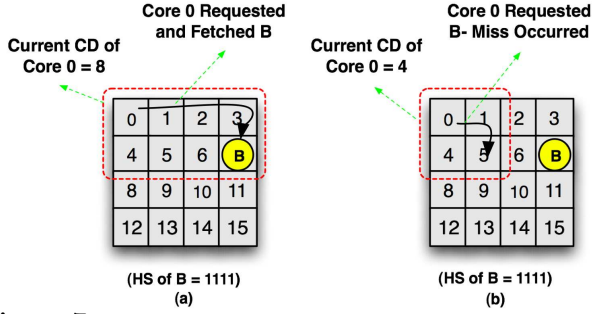 Core 0 Requested
and Fetched B
Current CD of
Core 0 = 8
0 1 2 3
4 5 6 B
8 9 10 11
12 13 14 15
(HS of B = 1111)
(a)
Core 0 Requested
B- Miss Occurred
Current CD of
Core 0 = 4
0 1 2 3
4 5 6 B
8 9 10 11
12 13 14 15
(HS of B = 1111)
(b)